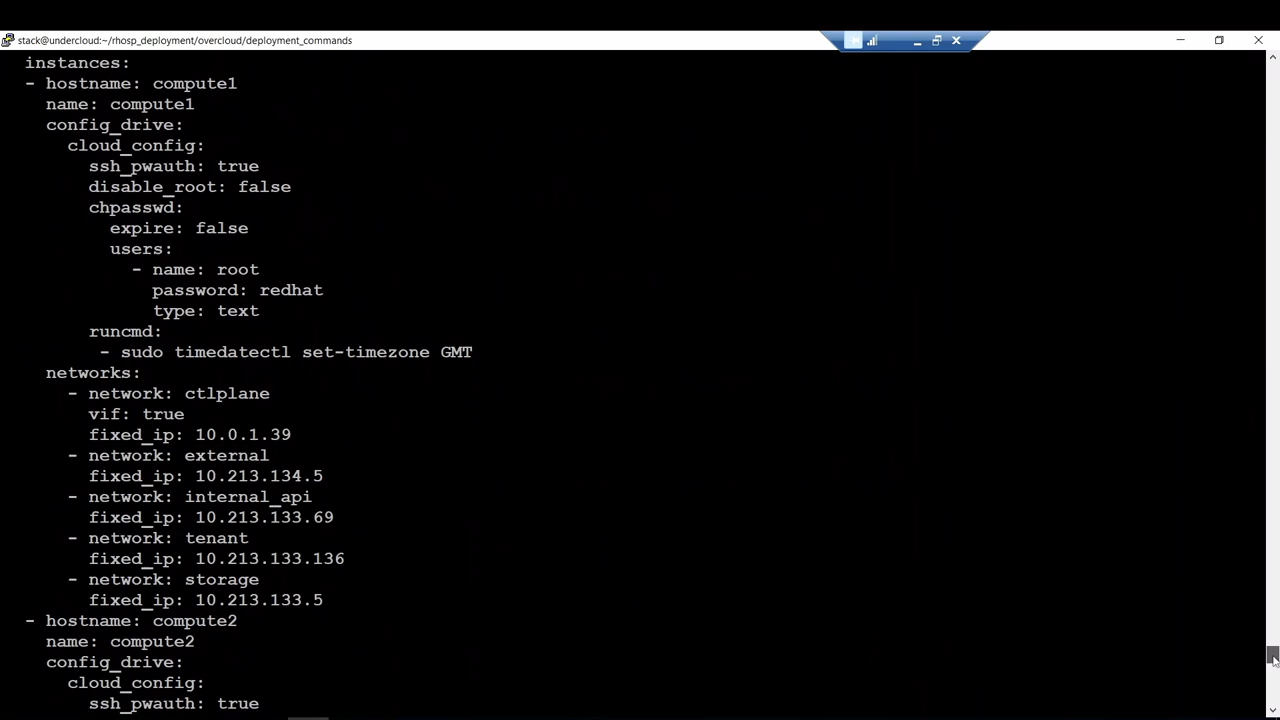 stack@undercloud:~/rhosp_deployment/overcloud/deployment_commands
instances:
- hostname: compute1
name: compute1
config_drive:
cloud_config:
ssh_pwauth: true
disable_root: false
chpasswd:
expire: false
users:
- name: root
password: redhat
type: text
runcmd:
- sudo timedatectl set-timezone GMT
networks:
- network: ctlplane
vif: true
fixed_ip: 10.0.1.39
- network: external
fixed_ip: 10.213.134.5
- network: internal_api
fixed_ip: 10.213.133.69
- network: tenant
fixed_ip: 10.213.133.136
- network: storage
fixed_ip: 10.213.133.5
- hostname: compute2
name: compute2
config_drive:
cloud_config:
ssh_pwauth: true